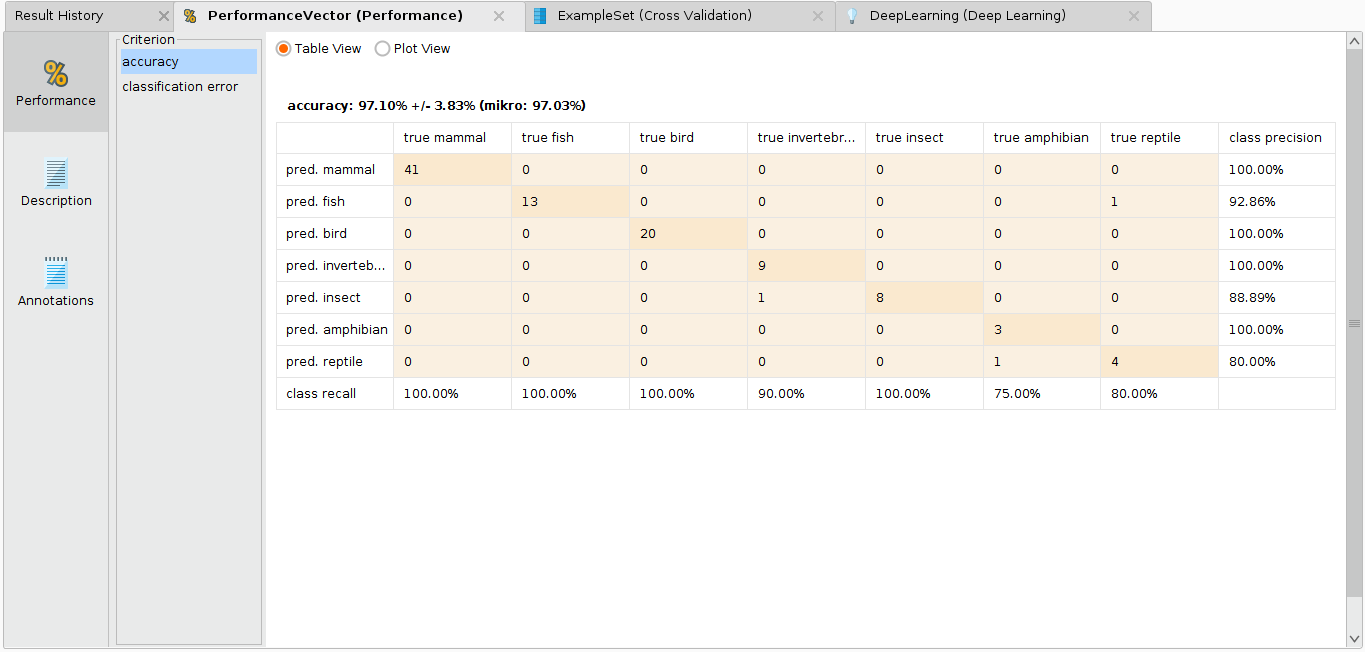 Result History
PerformanceVector (Performance)
ExampleSet (Cross Validation)
DeepLearning (Deep Learning)
Performance
Description
Annotations
Criterion
accuracy
classification error
Table View Plot View
accuracy: 97.10% +/- 3.83% (mikro: 97.03%)
true mammal true fish true bird true invertebr... true insect true amphibian true reptile class precision
pred. mammal 41 0 0 0 0 0 0 100.00%
pred. fish 0 13 0 0 0 0 1 92.86%
pred. bird 0 0 20 0 0 0 0 100.00%
pred. inverteb... 0 0 0 9 0 0 0 100.00%
pred. insect 0 0 0 1 8 0 0 88.89%
pred. amphibian 0 0 0 0 0 3 0 100.00%
pred. reptile 0 0 0 0 0 1 4 80.00%
class recall 100.00% 100.00% 100.00% 90.00% 100.00% 75.00% 80.00%